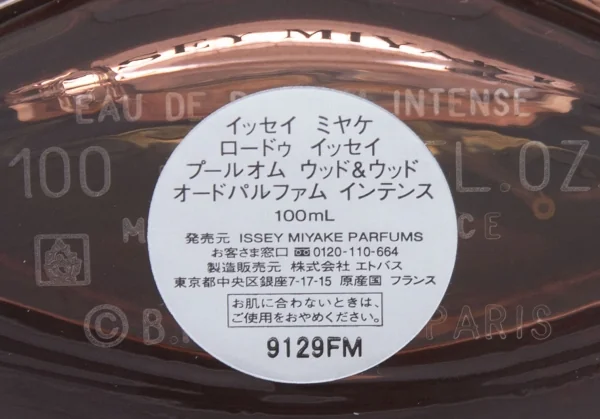 EAU DE INTENSE
100 L.OZ.
イッセイ ミヤケ
ロードゥ イッセイ
プールオム ウッド&ウッド
オードパルファム インテンス
100mL
発売元 ISSEY MIYAKE PARFUMS
お客さま窓口 0120-110-664
製造販売元 株式会社 エトバス
東京都中央区銀座7-17-15 原産国 フランス
お肌に合わないときは、
ご使用をおやめください。
9129FM
PARIS